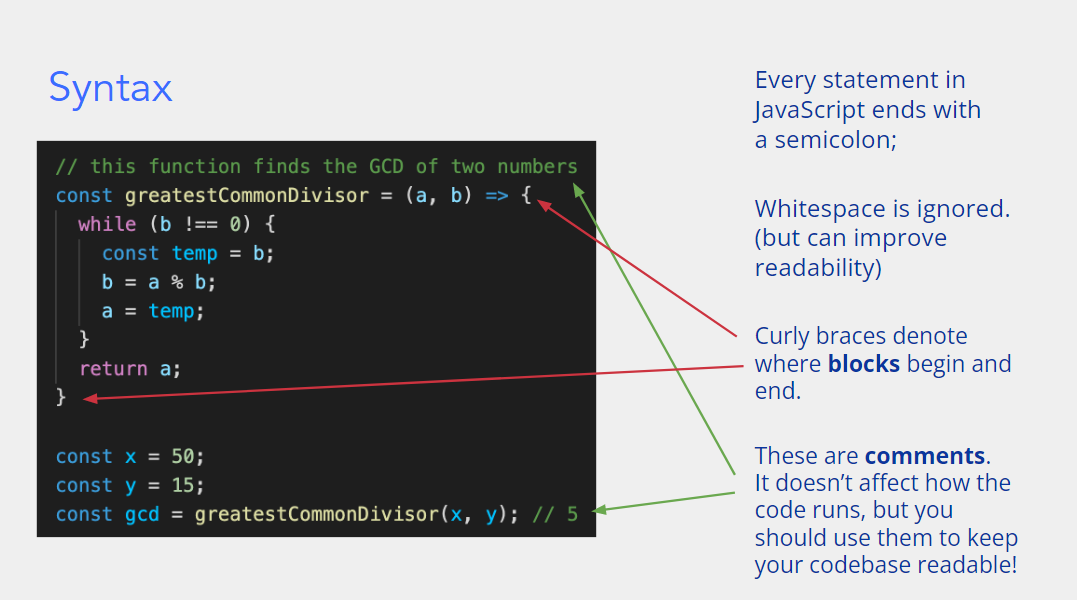 Syntax
// this function finds the GCD of two numbers
const greatestCommonDivisor = (a, b) => {
  while (b !== 0) {
    const temp = b;
    b = a % b;
    a = temp;
  }
  return a;
}
const x = 50;
const y = 15;
const gcd = greatestCommonDivisor(x, y); // 5
Every statement in
JavaScript ends with
a semicolon;
Whitespace is ignored.
(but can improve
readability)
Curly braces denote
where blocks begin and
end.
These are comments.
It doesn’t affect how the
code runs, but you
should use them to keep
your codebase readable!